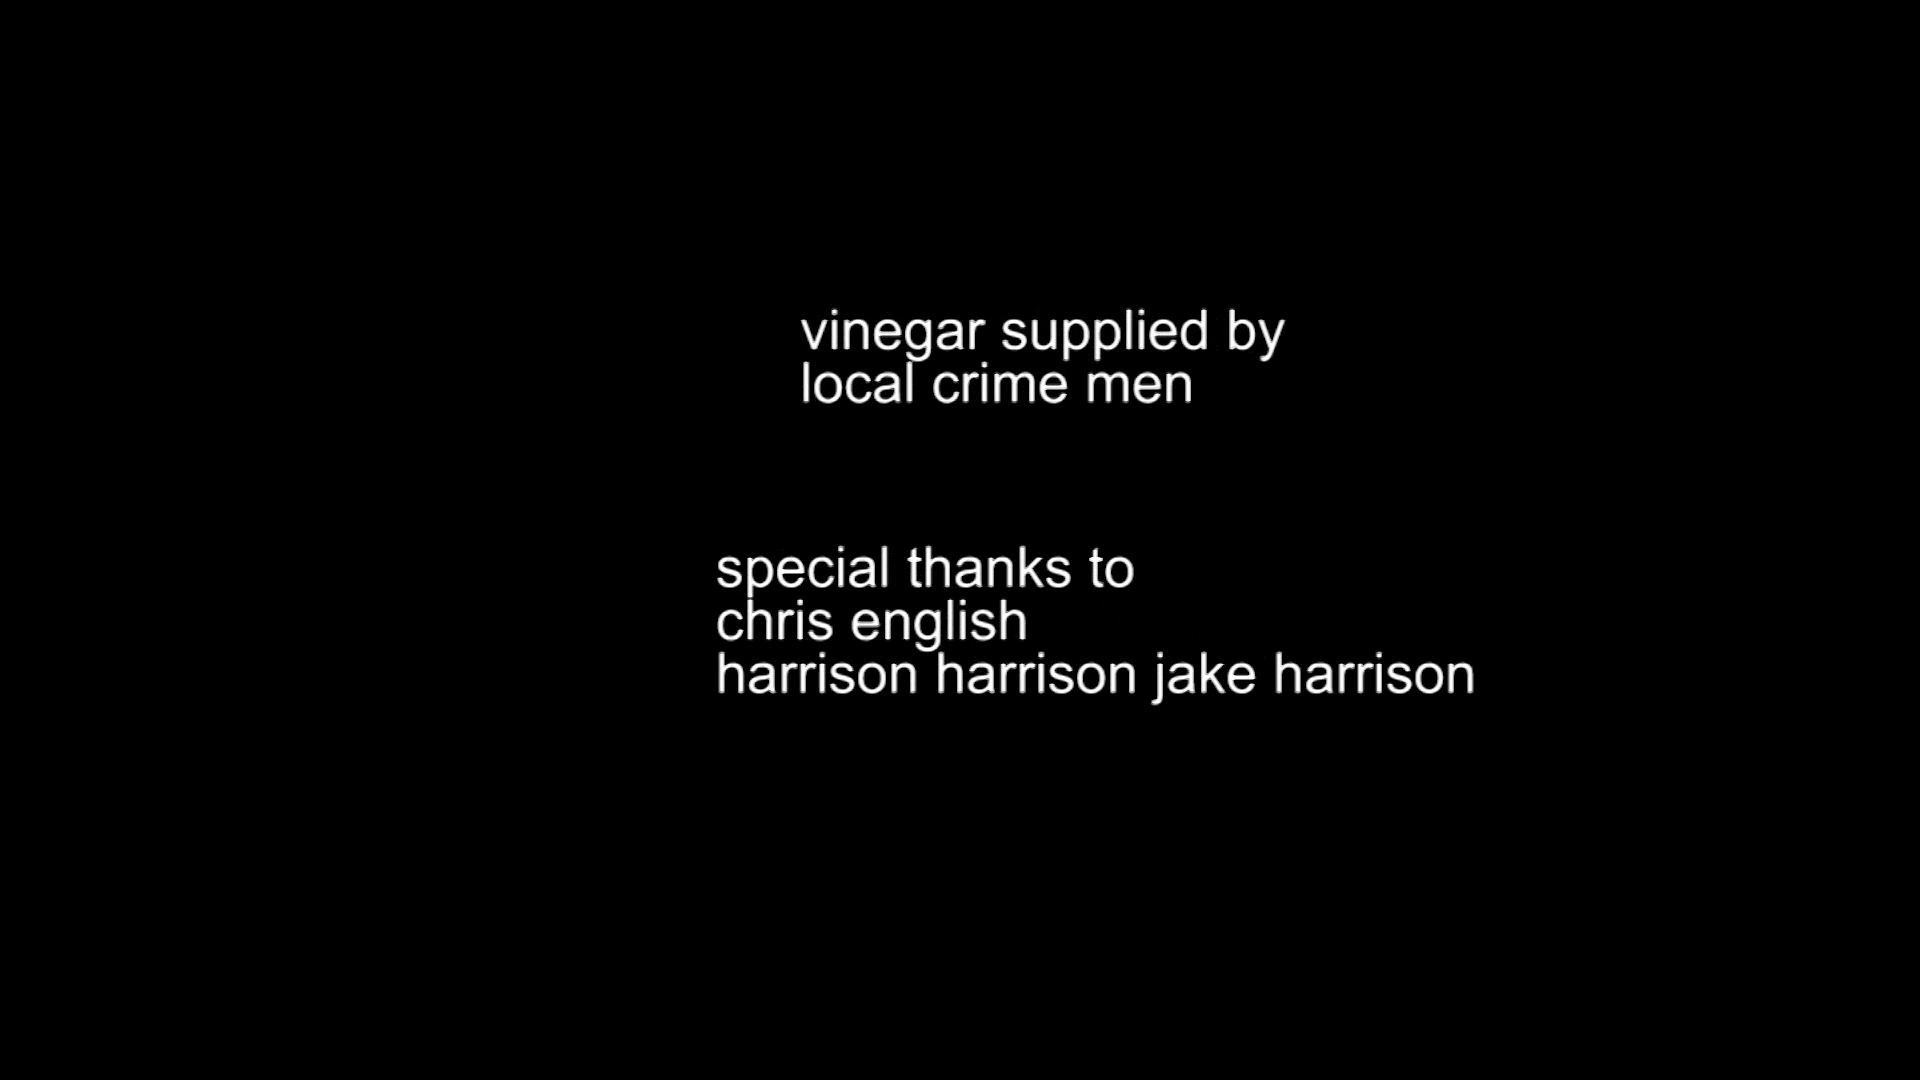 vinegar supplied by
local crime men
special thanks to
chris english
harrison harrison jake harrison